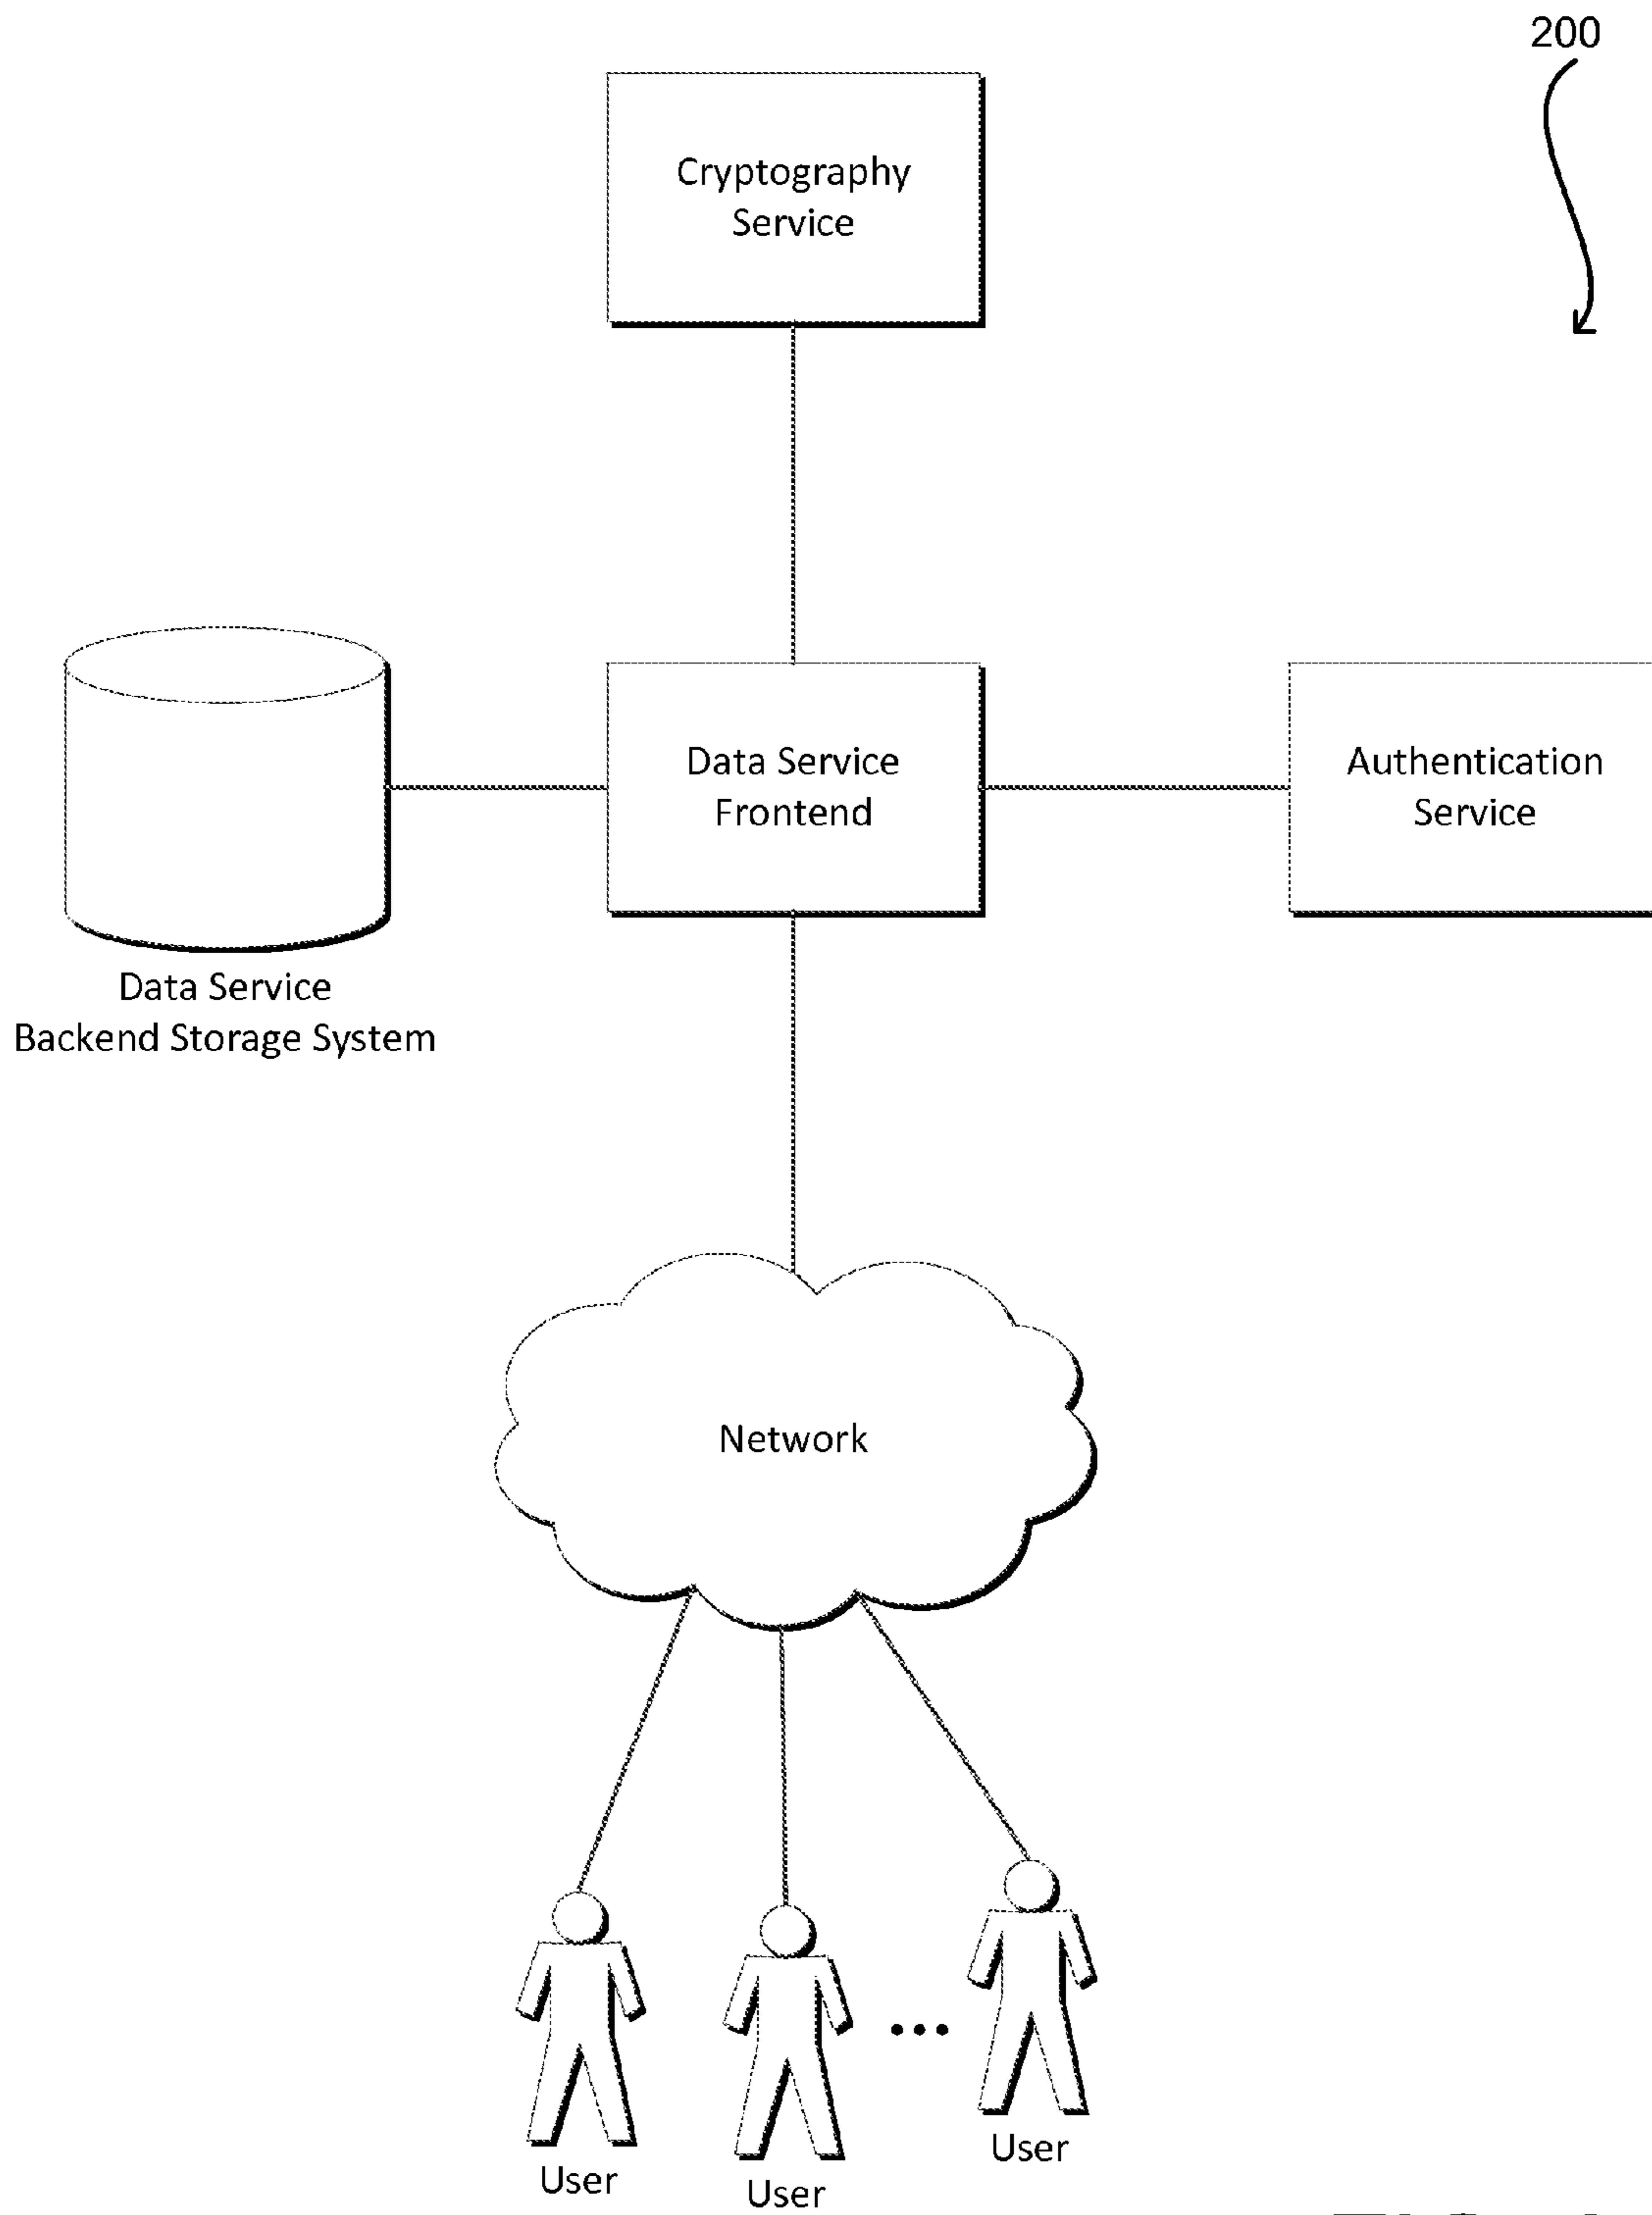 200
Cryptography
Service
Data Service
Frontend
Authentication
Service
Data Service
Backend Storage System
Network
User
User
User